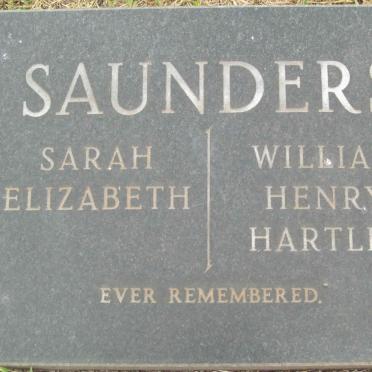 SAUNDERS
SARAH
ELIZABETH
WILLIA
HENRY
HARTL
EVER REMEMBERED.